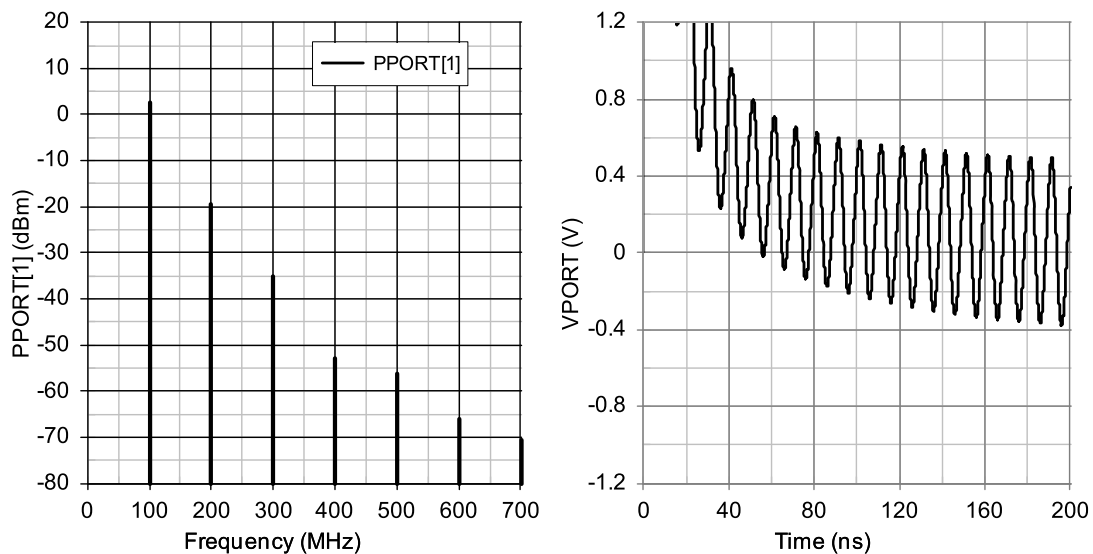 20
10
0
-10
-20
-30
-40
-50
-60
-70
-80
PPORT[1] (dBm)
PPORT[1]
0 100 200 300 400 500 600 700
Frequency (MHz)
1.2
0.8
0.4
0
-0.4
-0.8
-1.2
VPORT (V)
0 40 80 120 160 200
Time (ns)